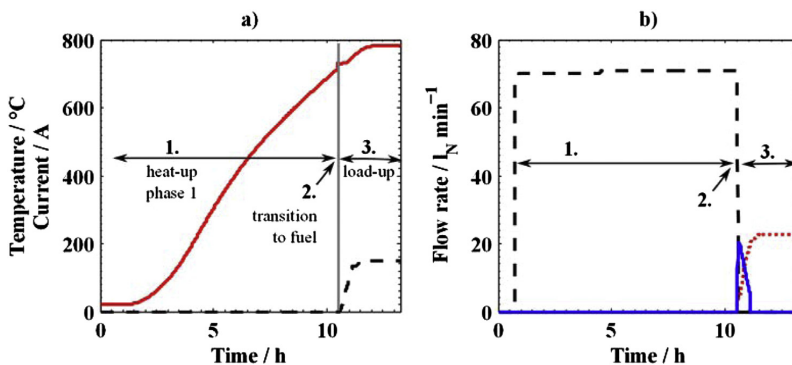 a)
Temperature / °C
Current / A
800
600
400
200
0
1.
heat-up
phase 1
2.
transition
to fuel
3.
load-up
0
5
10
Time / h
b)
Flow rate / l_N min⁻¹
80
60
40
20
0
1.
2.
3.
0
5
10
Time / h